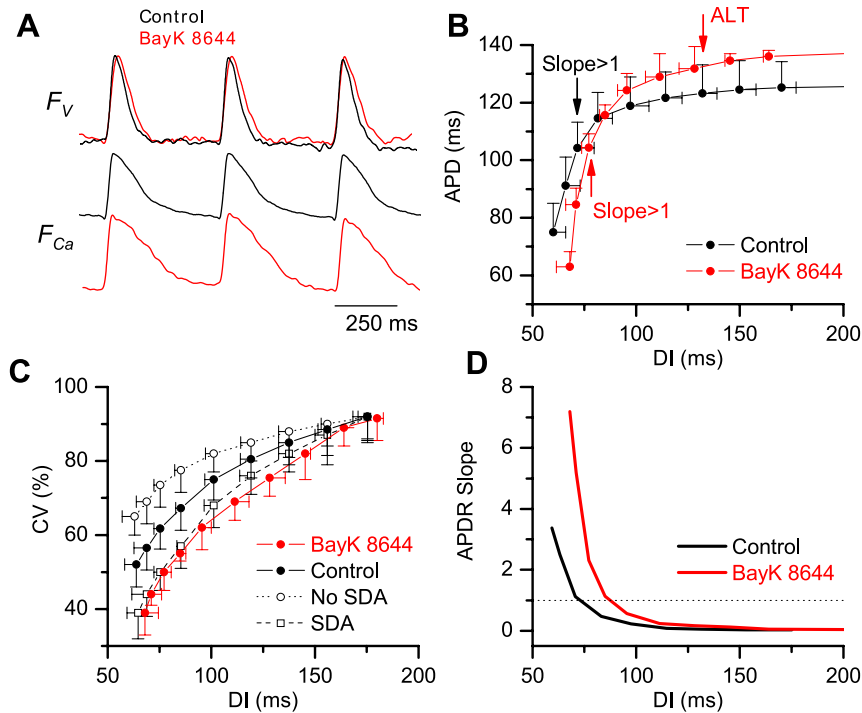 A
Control
BayK 8644
F_V
F_Ca
250 ms
B
ALT
Slope>1
Slope>1
Control
BayK 8644
APD (ms)
140
120
100
80
60
50 100 150 200
DI (ms)
C
CV (%)
100
80
60
40
BayK 8644
Control
No SDA
SDA
50 100 150 200
DI (ms)
D
APDR Slope
8
6
4
2
0
Control
BayK 8644
50 100 150 200
DI (ms)